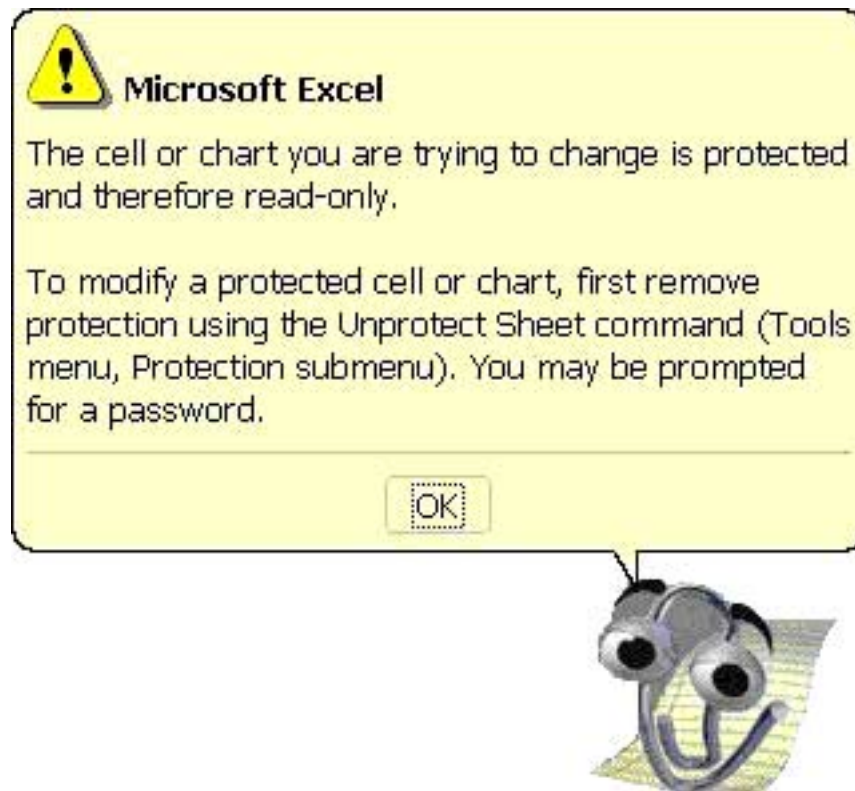 Microsoft Excel
The cell or chart you are trying to change is protected
and therefore read-only.
To modify a protected cell or chart, first remove
protection using the Unprotect Sheet command (Tools
menu, Protection submenu). You may be prompted
for a password.
OK